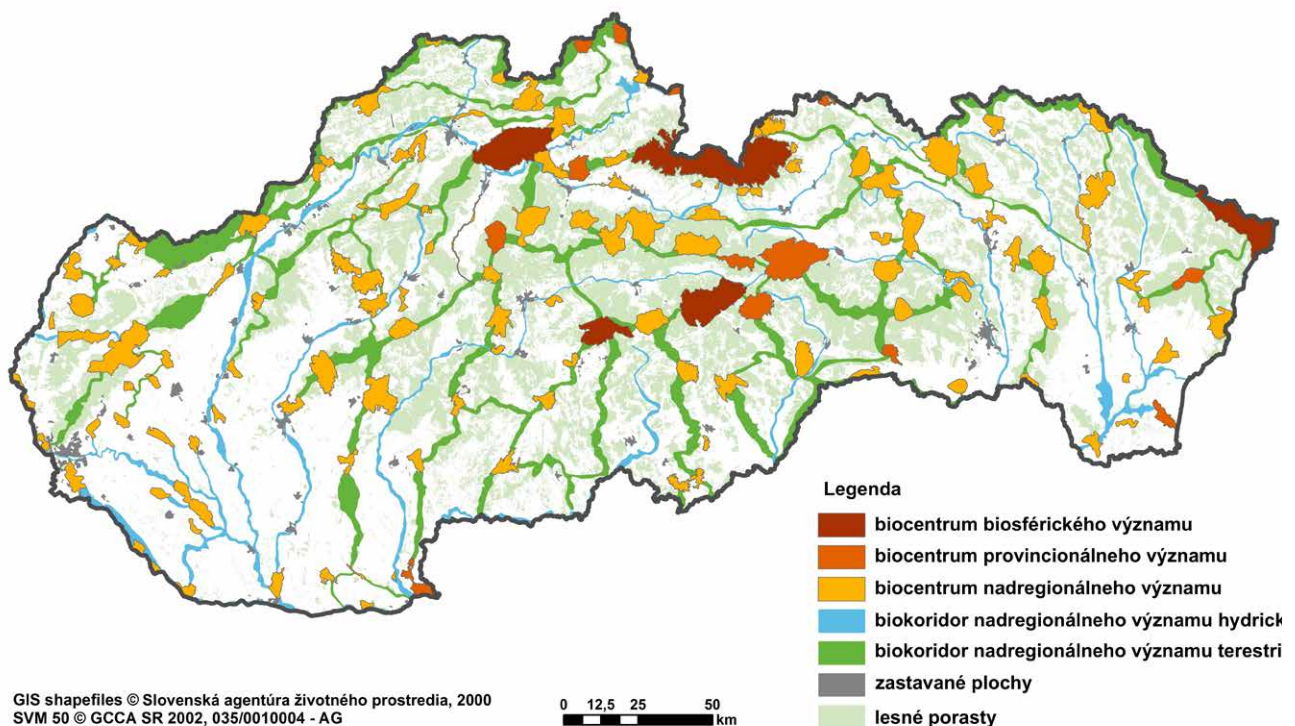 Legenda
biocentrum biosférického významu
biocentrum provincionálneho významu
biocentrum nadregionálneho významu
biokoridor nadregionálneho významu hydrick
biokoridor nadregionálneho významu terestri
zastavané plochy
lesné porasty
GIS shapefiles © Slovenská agentúra životného prostredia, 2000
SVM 50 © GCCA SR 2002, 035/0010004 - AG
0 12,5 25 50
km